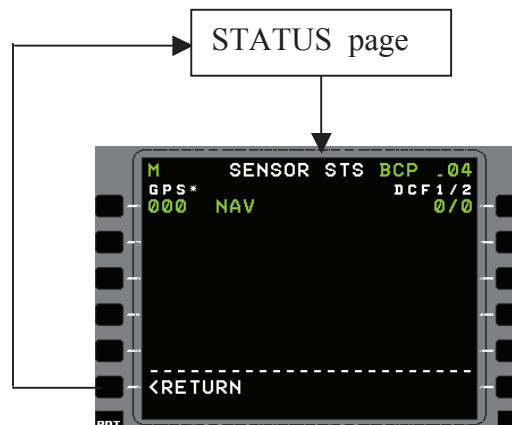 STATUS page
M SENSOR STS BCP .04
GPS* DCF1/2
000 NAV 0/0
<RETURN